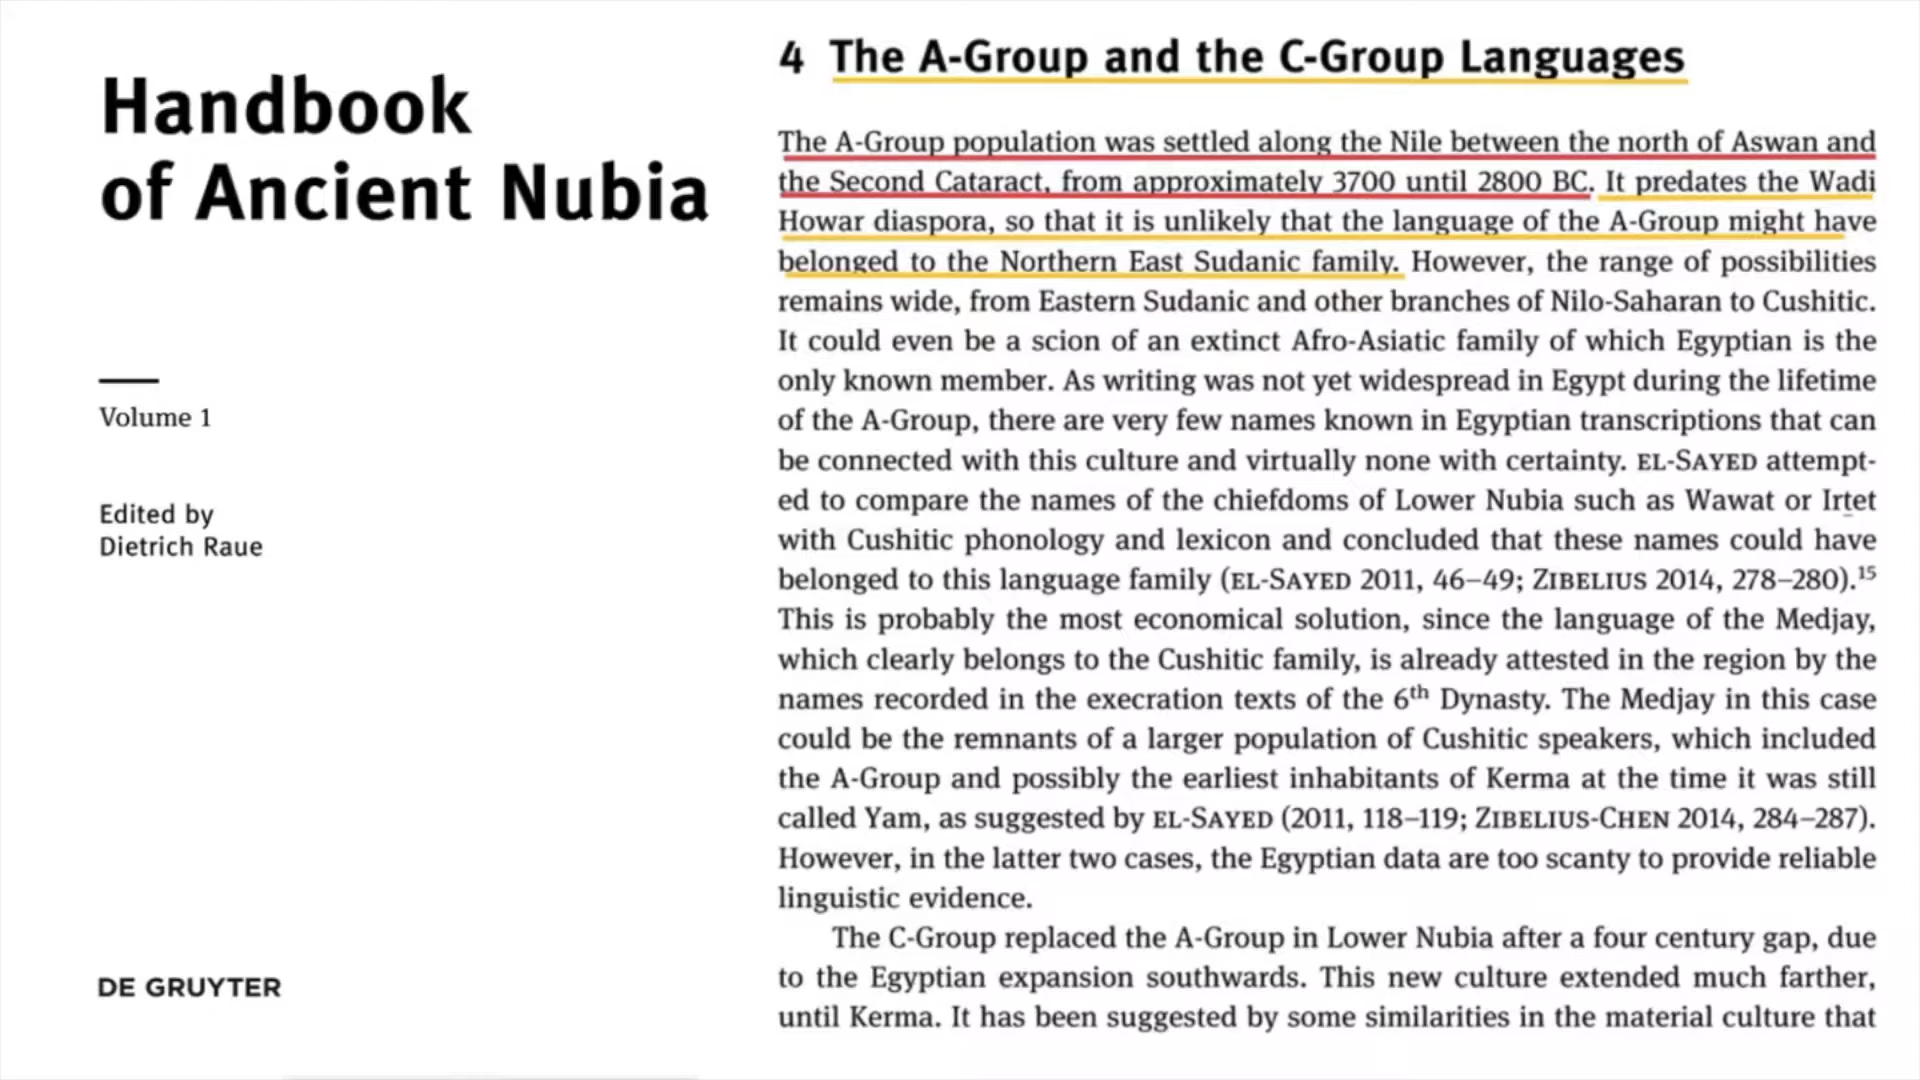 Handbook
of Ancient Nubia
Volume 1
Edited by
Dietrich Raue
DE GRUYTER
4 The A-Group and the C-Group Languages
The A-Group population was settled along the Nile between the north of Aswan and
the Second Cataract, from approximately 3700 until 2800 BC. It predates the Wadi
Howar diaspora, so that it is unlikely that the language of the A-Group might have
belonged to the Northern East Sudanic family. However, the range of possibilities
remains wide, from Eastern Sudanic and other branches of Nilo-Saharan to Cushitic.
It could even be a scion of an extinct Afro-Asiatic family of which Egyptian is the
only known member. As writing was not yet widespread in Egypt during the lifetime
of the A-Group, there are very few names known in Egyptian transcriptions that can
be connected with this culture and virtually none with certainty. EL-SAYED attempt-
ed to compare the names of the chiefdoms of Lower Nubia such as Wawat or Irṯet
with Cushitic phonology and lexicon and concluded that these names could have
belonged to this language family (EL-SAYED 2011, 46–49; ZIBELIUS 2014, 278–280).¹⁵
This is probably the most economical solution, since the language of the Medjay,
which clearly belongs to the Cushitic family, is already attested in the region by the
names recorded in the execration texts of the 6ᵗʰ Dynasty. The Medjay in this case
could be the remnants of a larger population of Cushitic speakers, which included
the A-Group and possibly the earliest inhabitants of Kerma at the time it was still
called Yam, as suggested by EL-SAYED (2011, 118–119; ZIBELIUS-CHEN 2014, 284–287).
However, in the latter two cases, the Egyptian data are too scanty to provide reliable
linguistic evidence.
The C-Group replaced the A-Group in Lower Nubia after a four century gap, due
to the Egyptian expansion southwards. This new culture extended much farther,
until Kerma. It has been suggested by some similarities in the material culture that